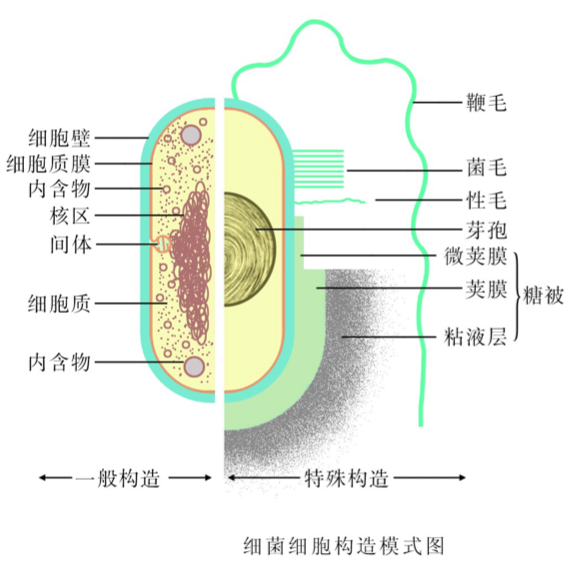 细胞壁
细胞质膜
内含物
核区
间体
细胞质
内含物
鞭毛
菌毛
性毛
芽孢
微荚膜
荚膜
粘液层
糖被
一般构造
特殊构造
细菌细胞构造模式图